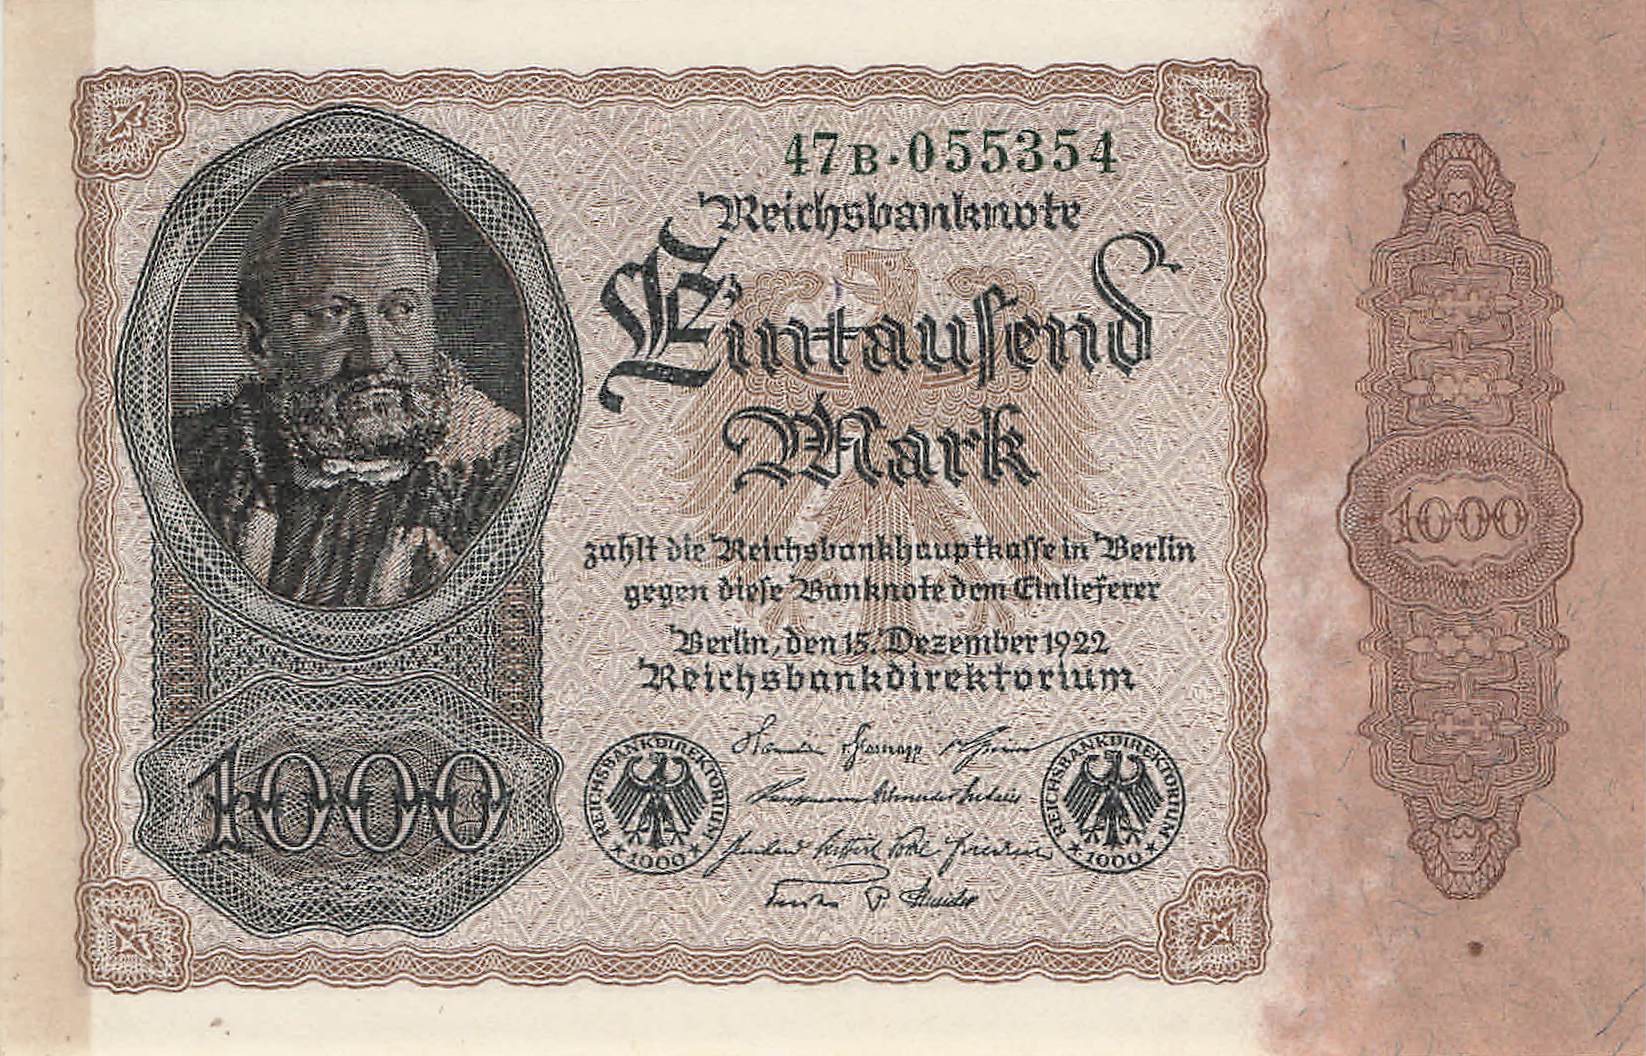 47B·055354
Reichsbanknote
Eintausend
Mark
zahlt die Reichsbankhauptkasse in Berlin
gegen diese Banknote dem Einlieferer
Berlin, den 15. Dezember 1922
Reichsbankdirektorium
REICHSBANKDIREKTORIUM
★1000★
REICHSBANKDIREKTORIUM
★1000★
1000
1000